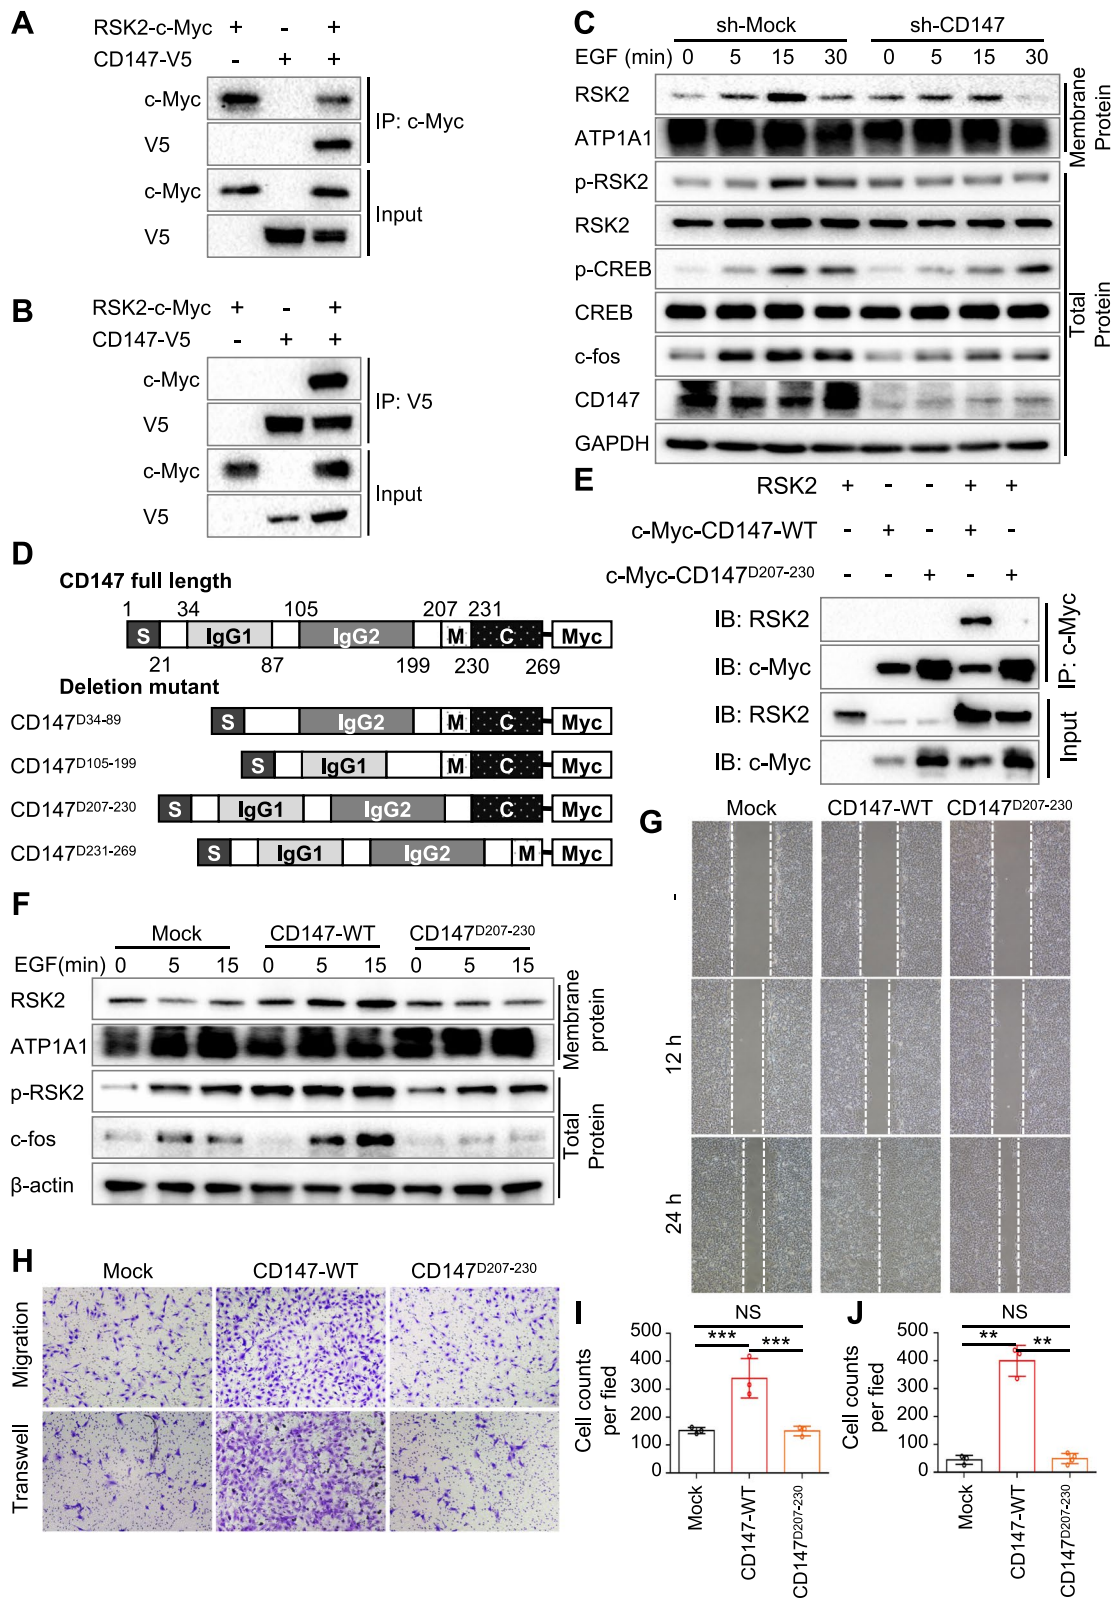 A
RSK2-c-Myc + - +
CD147-V5 - + +
c-Myc
V5
IP: c-Myc
c-Myc
V5
Input
B
RSK2-c-Myc + - +
CD147-V5 - + +
c-Myc
V5
IP: V5
c-Myc
V5
Input
C
sh-Mock sh-CD147
EGF (min) 0 5 15 30 0 5 15 30
RSK2
ATP1A1
Membrane Protein
p-RSK2
RSK2
p-CREB
CREB
c-fos
CD147
GAPDH
Total Protein
D
CD147 full length
1 34 105 207 231
S IgG1 IgG2 M C Myc
21 87 199 230 269
Deletion mutant
CD147D34-89 S IgG2 M C Myc
CD147D105-199 S IgG1 M C Myc
CD147D207-230 S IgG1 IgG2 C Myc
CD147D231-269 S IgG1 IgG2 M Myc
E
RSK2 + - - + +
c-Myc-CD147-WT - + - + -
c-Myc-CD147D207-230 - - + - +
IB: RSK2
IB: c-Myc
IP: c-Myc
IB: RSK2
IB: c-Myc
Input
F
Mock CD147-WT CD147D207-230
EGF(min) 0 5 15 0 5 15 0 5 15
RSK2
ATP1A1
Membrane protein
p-RSK2
c-fos
β-actin
Total Protein
G
Mock CD147-WT CD147D207-230
-
12 h
24 h
H
Mock CD147-WT CD147D207-230
Migration
Transwell
I
NS
*** ***
Cell counts per fied
500
400
300
200
100
0
Mock CD147-WT CD147D207-230
J
NS
** **
Cell counts per fied
500
400
300
200
100
0
Mock CD147-WT CD147D207-230